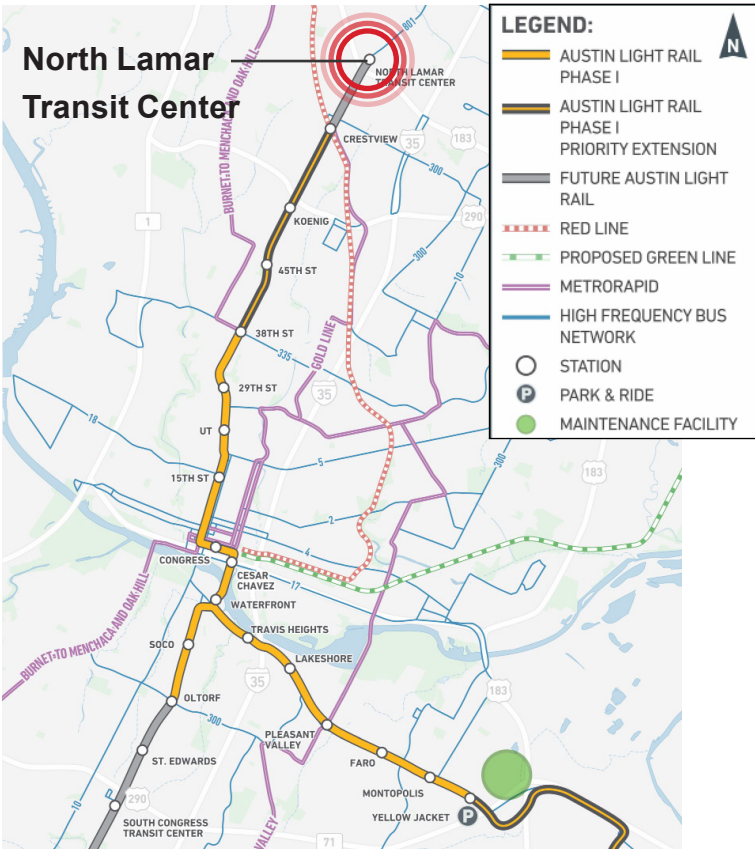 North Lamar
Transit Center
801
NORTH LAMAR
TRANSIT CENTER
CRESTVIEW
35
183
300
BURNET TO MENCHACA AND OAK HILL
1
KOENIG
290
45TH ST
300
10
38TH ST
335
GOLD LINE
29TH ST
35
18
UT
5
300
183
15TH ST
2
4
CONGRESS
CESAR
CHAVEZ
17
WATERFRONT
BURNET TO MENCHACA AND OAK HILL
TRAVIS HEIGHTS
SOCO
LAKESHORE
35
183
OLTORF
300
PLEASANT
VALLEY
ST. EDWARDS
FARO
MONTOPOLIS
P
290
10
SOUTH CONGRESS
TRANSIT CENTER
YELLOW JACKET
P
VALLEY
71
LEGEND:
N
AUSTIN LIGHT RAIL
PHASE I
AUSTIN LIGHT RAIL
PHASE I
PRIORITY EXTENSION
FUTURE AUSTIN LIGHT
RAIL
RED LINE
PROPOSED GREEN LINE
METRORAPID
HIGH FREQUENCY BUS
NETWORK
STATION
P
PARK & RIDE
MAINTENANCE FACILITY